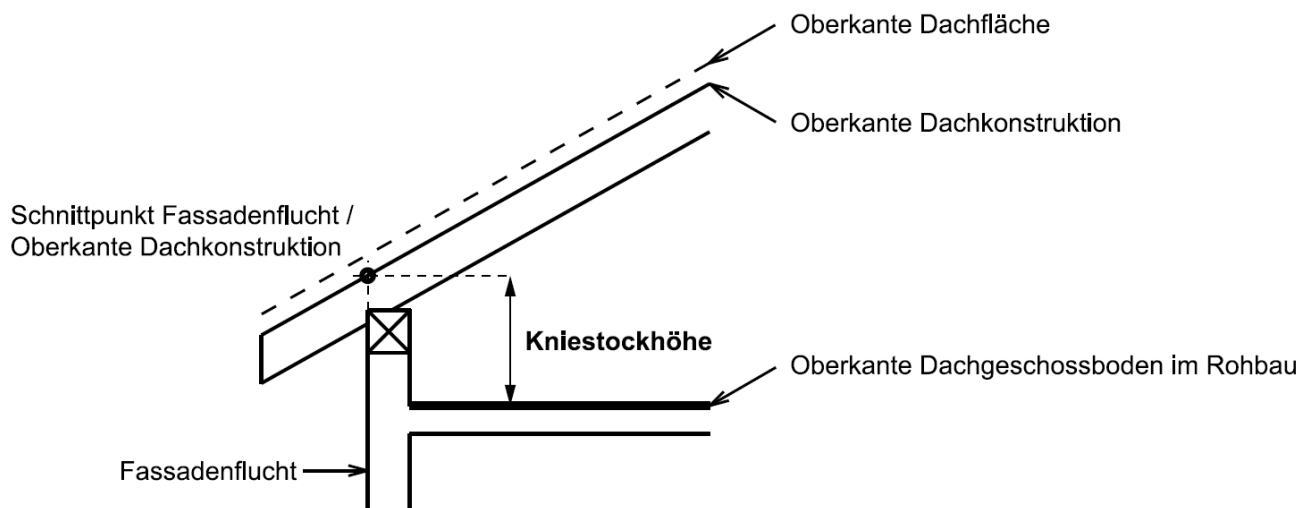 Oberkante Dachfläche
Oberkante Dachkonstruktion
Schnittpunkt Fassadenflucht /
Oberkante Dachkonstruktion
Kniestockhöhe
Oberkante Dachgeschossboden im Rohbau
Fassadenflucht